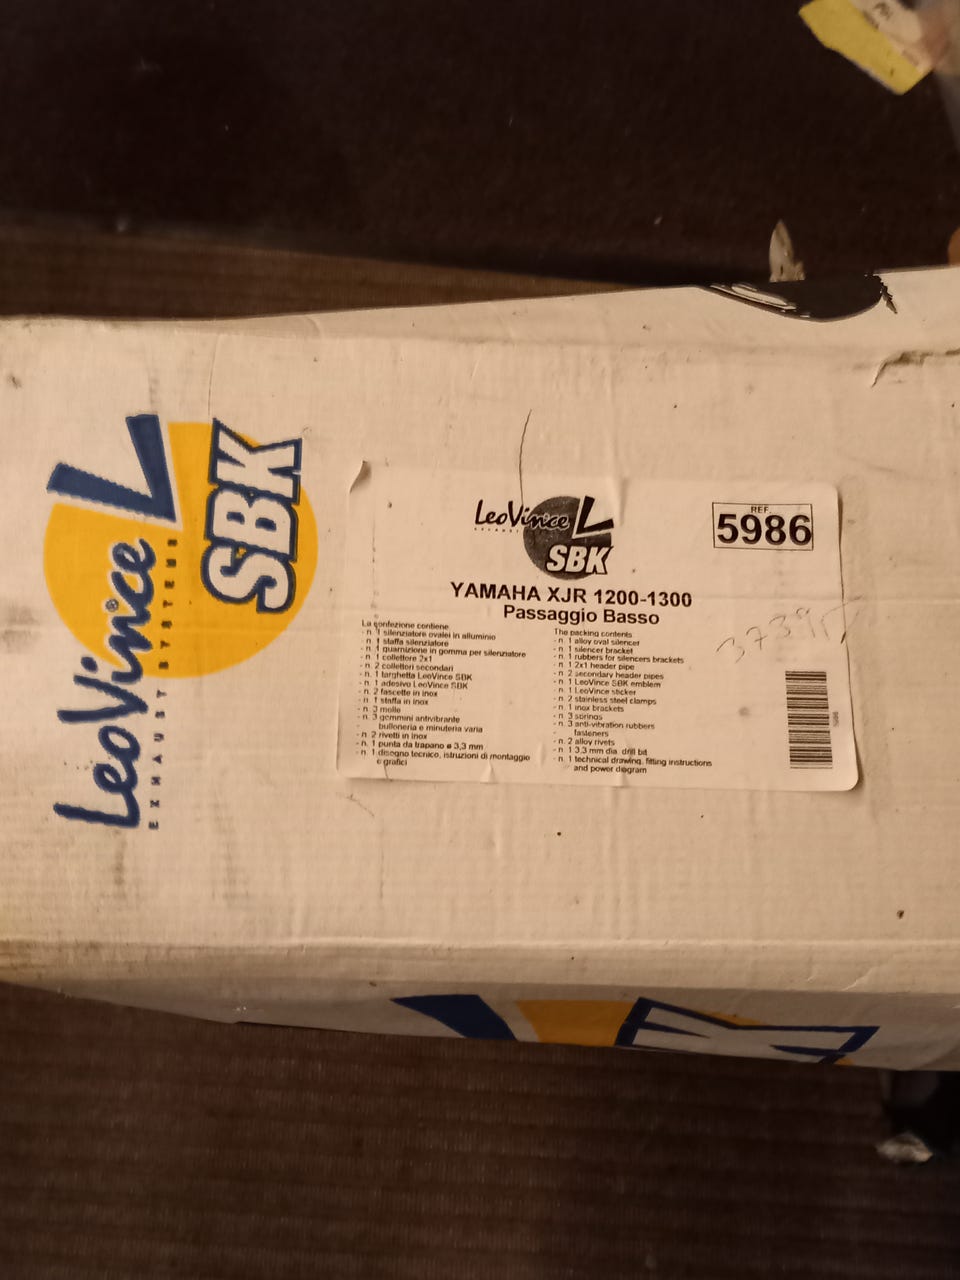 LeoVince
EXHAUST SYSTEMS
SBK
LeoVince
SBK
REF.
5986
YAMAHA XJR 1200-1300
Passaggio Basso
La confezione contiene
- n. 1 silenziatore ovalei in alluminio
- n. 1 staffa silenziatore
- n. 1 guarnizione in gomma per silenziatore
- n. 1 collettore 2x1
- n. 2 collettori secondari
- n. 1 targhetta LeoVince SBK
- n. 1 adesivo LeoVince SBK
- n. 2 fascette in inox
- n. 1 staffa in inox
- n. 3 molle
- n. 3 gommini antivibrante
- bulloneria e minuteria varia
- n. 2 rivetti in inox
- n. 1 punta da trapano ø 3,3 mm
- n. 1 disegno tecnico, istruzioni di montaggio
e grafici
The packing contents
- n. 1 alloy oval silencer
- n. 1 silencer bracket
- n. 1 rubbers for silencers brackets
- n. 1 2x1 header pipe
- n. 2 secondary header pipes
- n. 1 LeoVince SBK emblem
- n. 1 LeoVince sticker
- n. 2 stainless steel clamps
- n. 1 inox brackets
- n. 3 springs
- n. 3 anti-vibration rubbers
- fasteners
- n. 2 alloy rivets
- n. 1 3,3 mm dia. drill bit
- n. 1 technical drawing, fitting instructions
and power diagram
5986